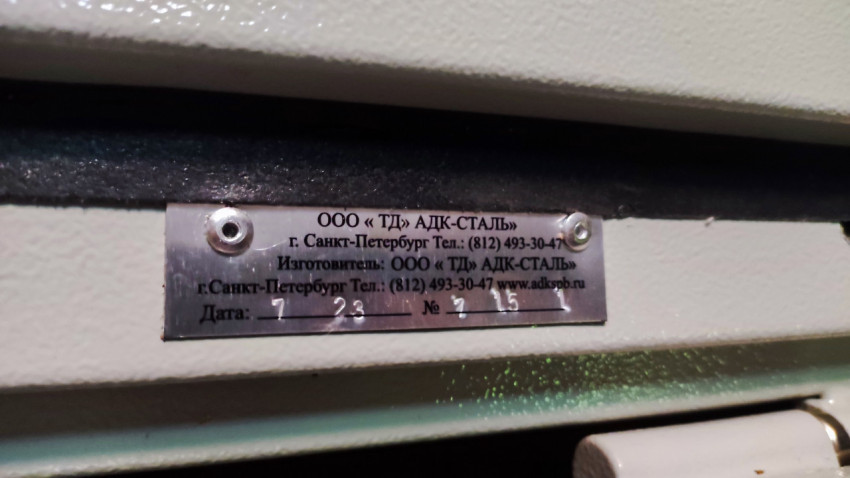 ООО « ТД» АДК-СТАЛЬ»
г. Санкт-Петербург Тел.: (812) 493-30-47
Изготовитель: ООО « ТД» АДК-СТАЛЬ»
г.Санкт-Петербург Тел.: (812) 493-30-47 www.adkspb.ru
Дата: 7 23 № 7 15 1